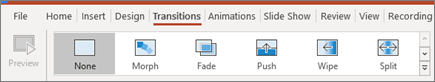 File Home Insert Design Transitions Animations Slide Show Review View Recording
Preview None Morph Fade Push Wipe Split